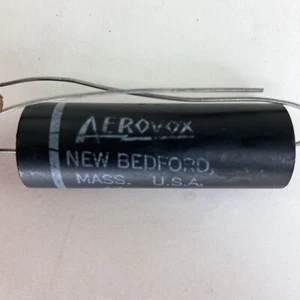 AEROVOX
NEW BEDFORD,
MASS. U.S.A.